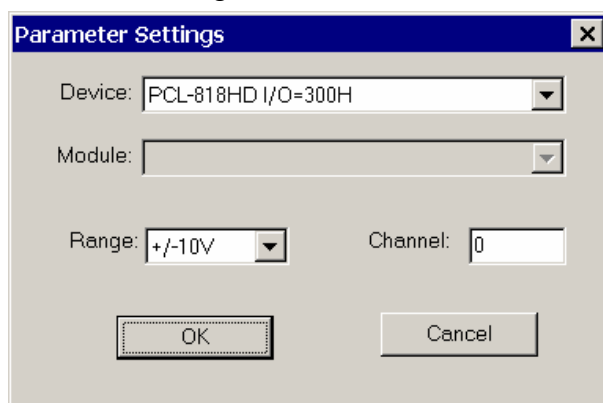 Parameter Settings
Device: PCL-818HD I/O=300H
Module:
Range: +/-10V Channel: 0
OK Cancel